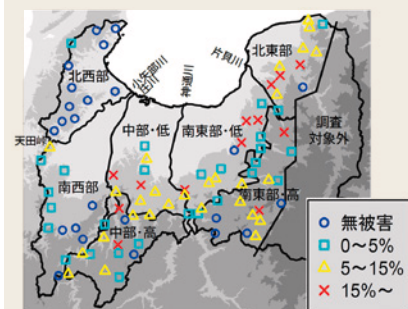 北東部
片貝川
北西部
小矢部川
庄川
神通川
調査
対象外
中部・低
南東部・低
天田峠
南西部
南東部・高
中部・高
無被害
0～5%
5～15%
15%～